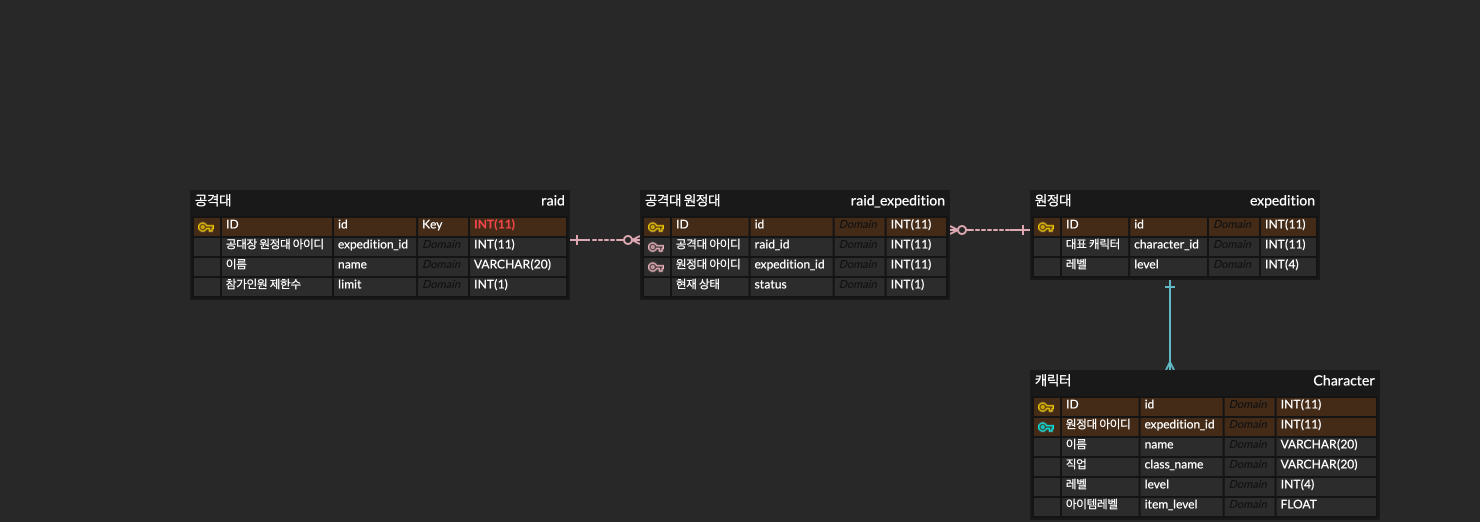 공격대 raid
ID id Key INT(11)
공대장 원정대 아이디 expedition_id Domain INT(11)
이름 name Domain VARCHAR(20)
참가인원 제한수 limit Domain INT(1)
공격대 원정대 raid_expedition
ID id Domain INT(11)
공격대 아이디 raid_id Domain INT(11)
원정대 아이디 expedition_id Domain INT(11)
현재 상태 status Domain INT(1)
원정대 expedition
ID id Domain INT(11)
대표 캐릭터 character_id Domain INT(11)
레벨 level Domain INT(4)
캐릭터 Character
ID id Domain INT(11)
원정대 아이디 expedition_id Domain INT(11)
이름 name Domain VARCHAR(20)
직업 class_name Domain VARCHAR(20)
레벨 level Domain INT(4)
아이템레벨 item_level Domain FLOAT